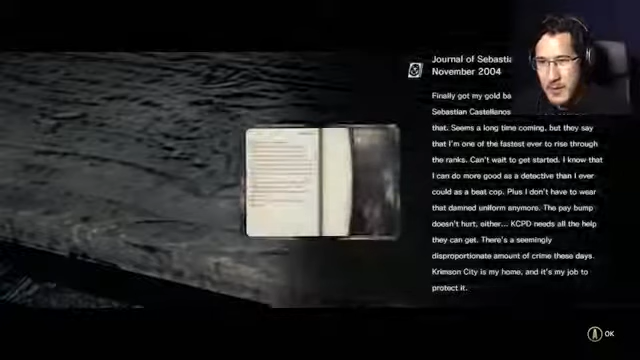 Journal of Sebastia
November 2004
Finally got my gold ba
Sebastian Castellanos
that. Seems a long time coming, but they say
that I'm one of the fastest ever to rise through
the ranks. Can't wait to get started. I know that
I can do more good as a detective than I ever
could as a beat cop. Plus I don't have to wear
that damned uniform anymore. The pay bump
doesn't hurt, either... KCPD needs all the help
they can get. There's a seemingly
disproportionate amount of crime these days.
Krimson City is my home, and it's my job to
protect it.
OK